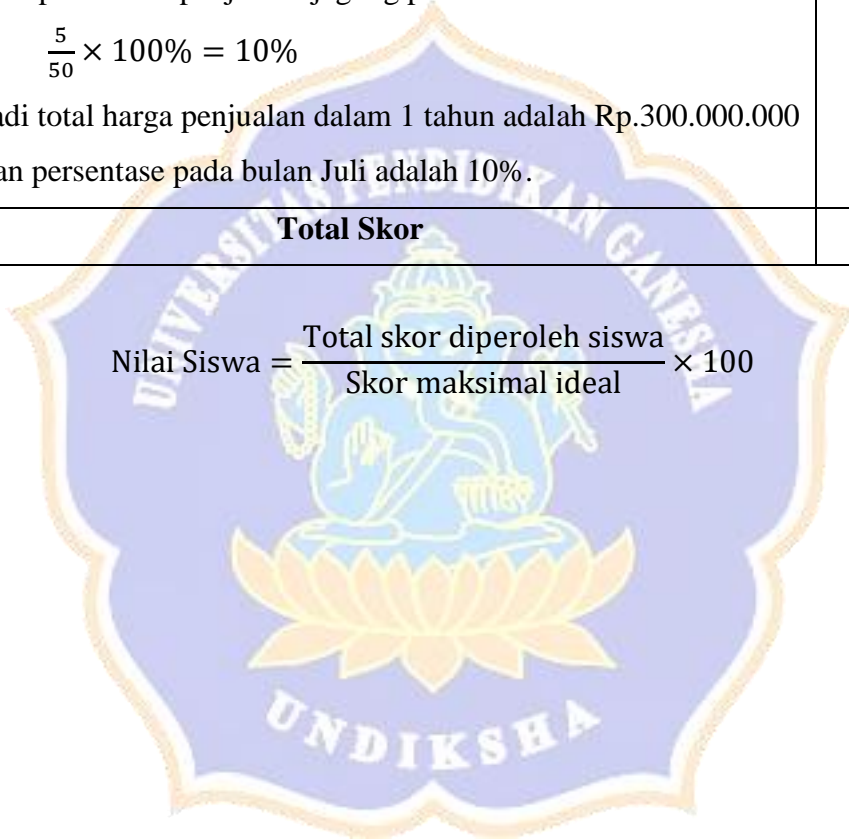 5/50 × 100% = 10%
adi total harga penjualan dalam 1 tahun adalah Rp.300.000.000
an persentase pada bulan Juli adalah 10%.
Total Skor
Nilai Siswa = Total skor diperoleh siswa / Skor maksimal ideal × 100
UNIVERSITAS PENDIDIKAN GANESHA
UNDIKSHA